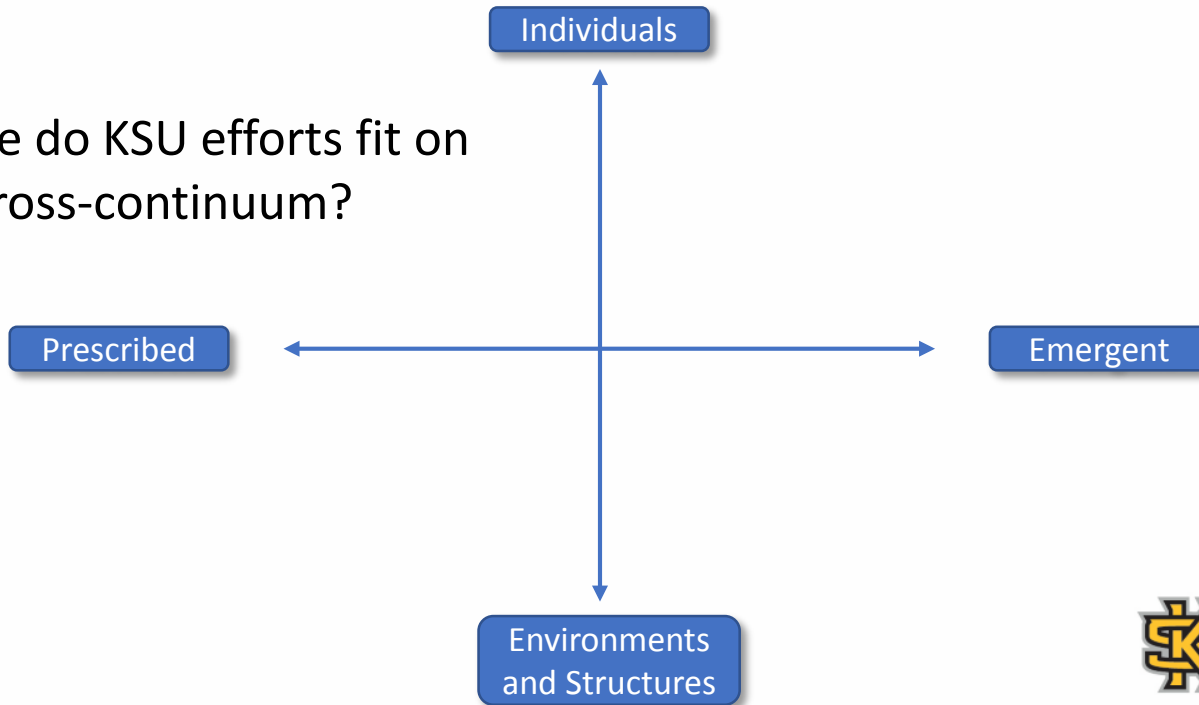 Individuals
e do KSU efforts fit on
ross-continuum?
Prescribed
Emergent
Environments
and Structures